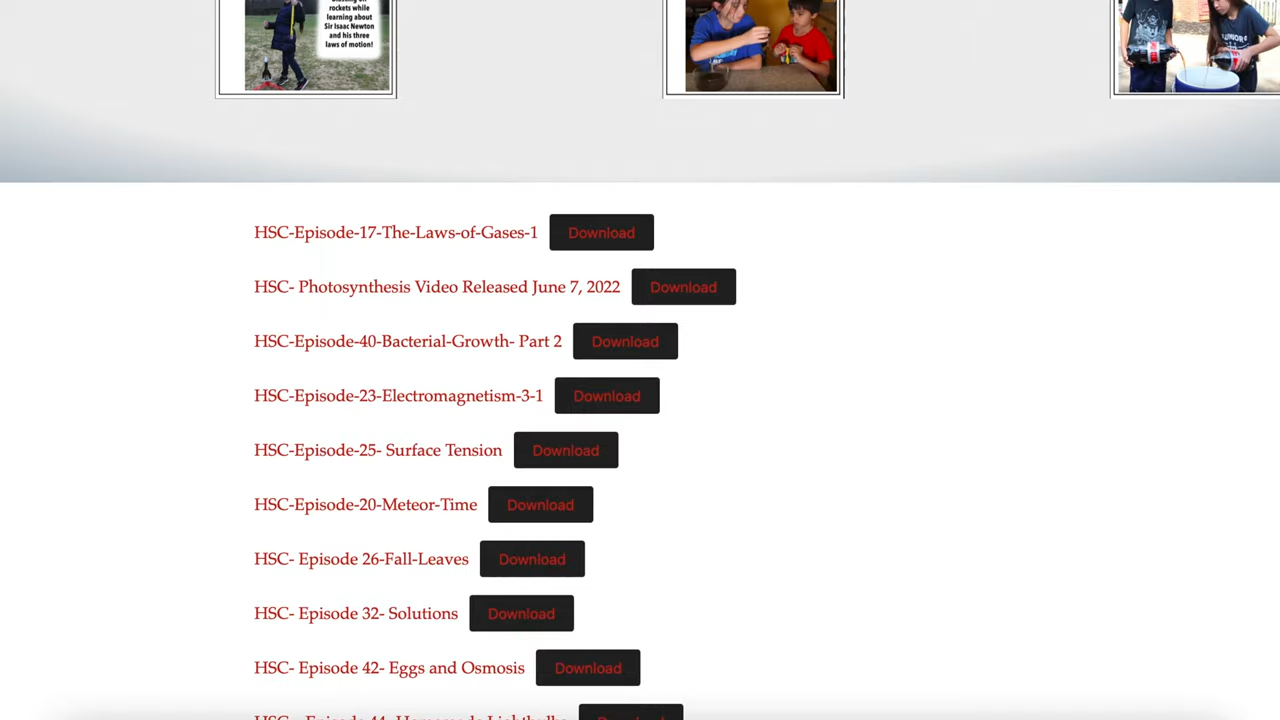 rockets while
learning about
Sir Isaac Newton
and his three
laws of motion!
HSC-Episode-17-The-Laws-of-Gases-1 Download
HSC- Photosynthesis Video Released June 7, 2022 Download
HSC-Episode-40-Bacterial-Growth- Part 2 Download
HSC-Episode-23-Electromagnetism-3-1 Download
HSC-Episode-25- Surface Tension Download
HSC-Episode-20-Meteor-Time Download
HSC- Episode 26-Fall-Leaves Download
HSC- Episode 32- Solutions Download
HSC- Episode 42- Eggs and Osmosis Download